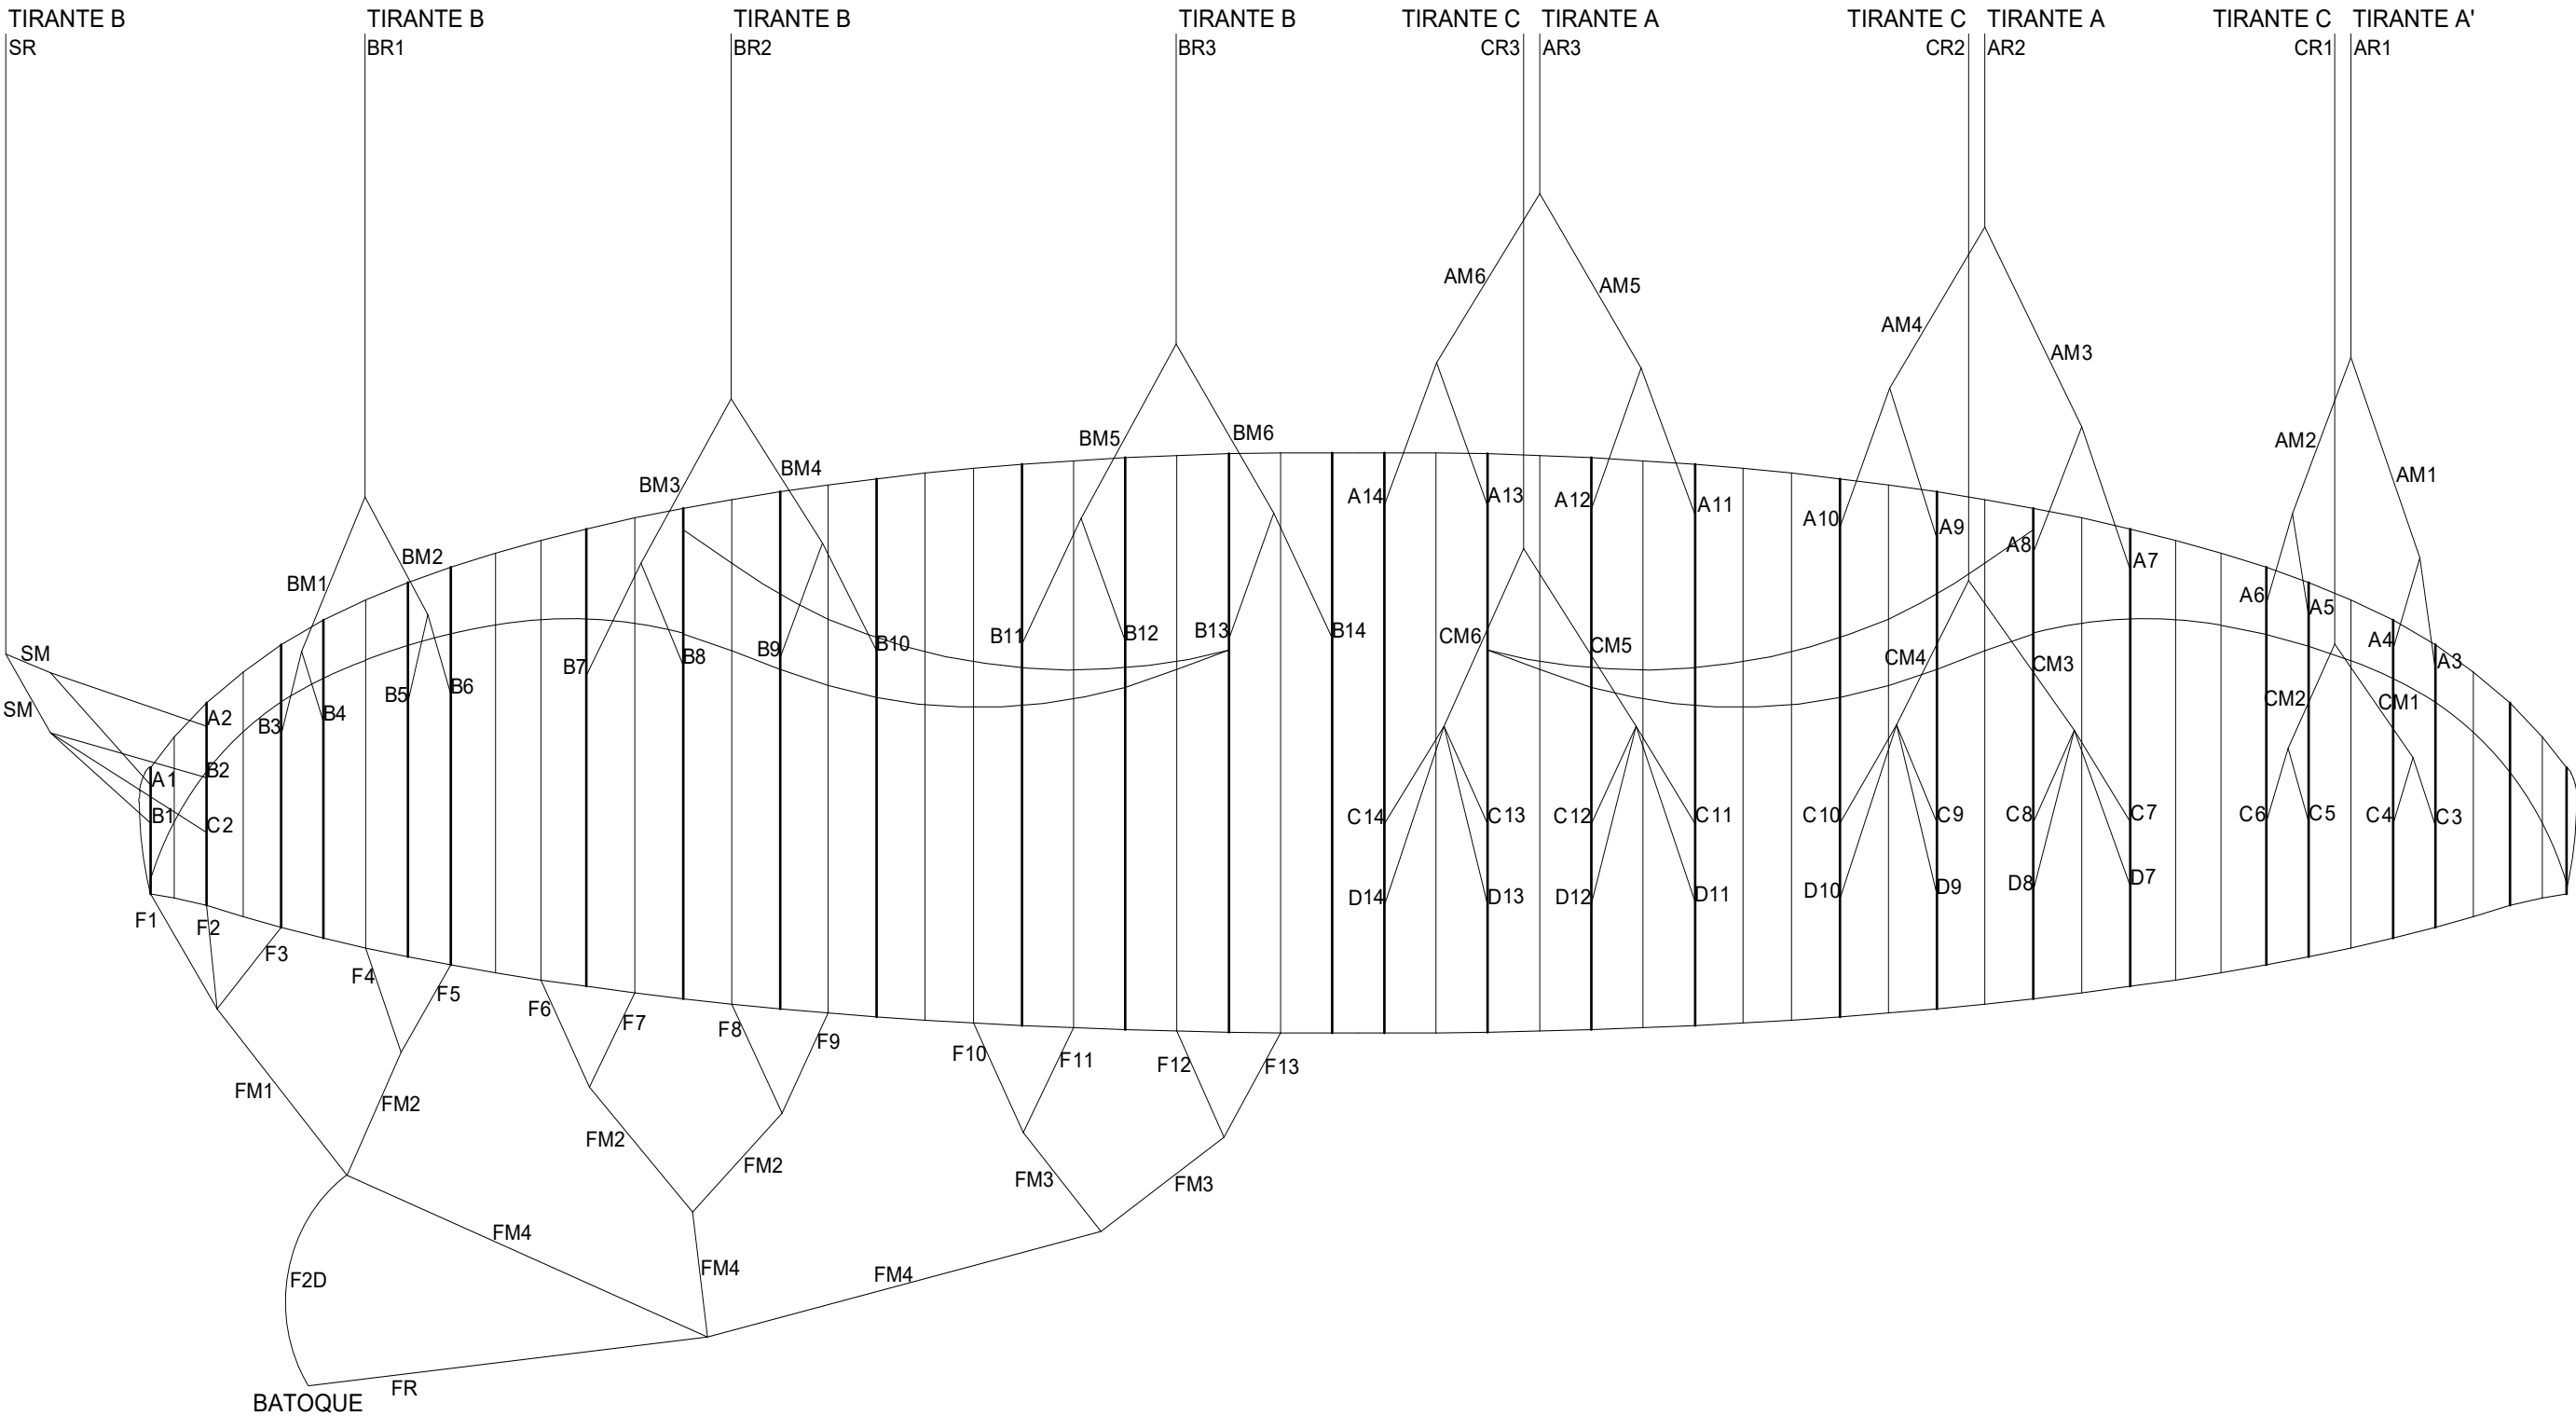 TIRANTE B
TIRANTE B
TIRANTE B
TIRANTE B
TIRANTE C
TIRANTE A
TIRANTE C
TIRANTE A
TIRANTE C
TIRANTE A'
SR
BR1
BR2
BR3
CR3
AR3
CR2
AR2
CR1
AR1
AM6
AM5
AM4
AM3
BM6
BM5
AM2
BM4
AM1
BM3
A14
A13
A12
A11
A10
A9
A8
BM2
A7
BM1
A6
A5
B11
B12
B13
B14
CM6
A4
B9
B10
CM5
SM
B7
B8
CM4
CM3
A3
B5
B6
CM2
CM1
SM
B3
B4
A2
B2
A1
B1
C2
C14
C13
C12
C11
C10
C9
C8
C7
C6
C5
C4
C3
D14
D13
D12
D11
D10
D9
D8
D7
F1
F2
F3
F4
F5
F6
F7
F8
F9
F10
F11
F12
F13
FM1
FM2
FM2
FM2
FM3
FM3
FM4
FM4
FM4
F2D
FR
BATOQUE